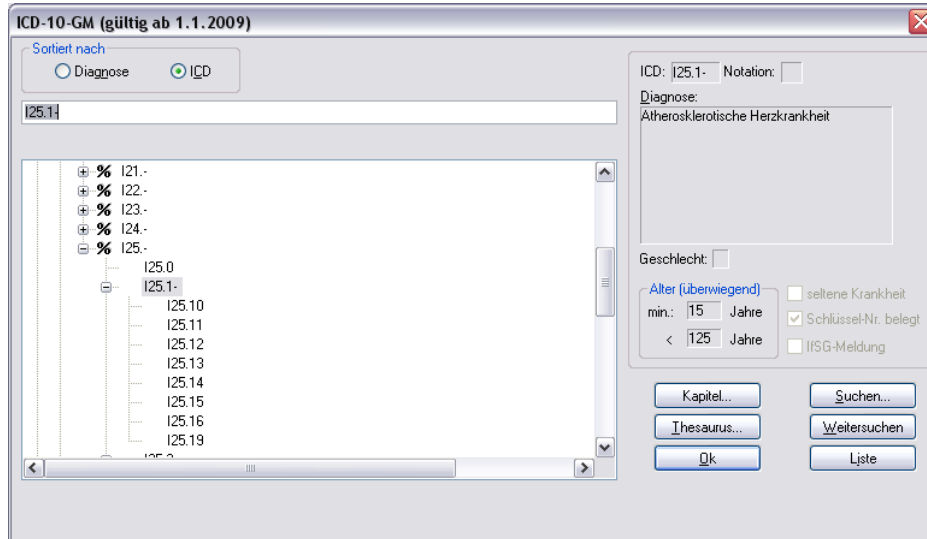 ICD-10-GM (gültig ab 1.1.2009)
Sortiert nach
Diagnose ICD
I25.1-
% I21.-
% I22.-
% I23.-
% I24.-
% I25.-
I25.0
I25.1-
I25.10
I25.11
I25.12
I25.13
I25.14
I25.15
I25.16
I25.19
ICD: I25.1- Notation:
Diagnose:
Atherosklerotische Herzkrankheit
Geschlecht:
Alter (überwiegend)
min.: 15 Jahre
< 125 Jahre
seltene Krankheit
Schlüssel-Nr. belegt
IfSG-Meldung
Kapitel... Suchen...
Thesaurus... Weitersuchen
Ok Liste